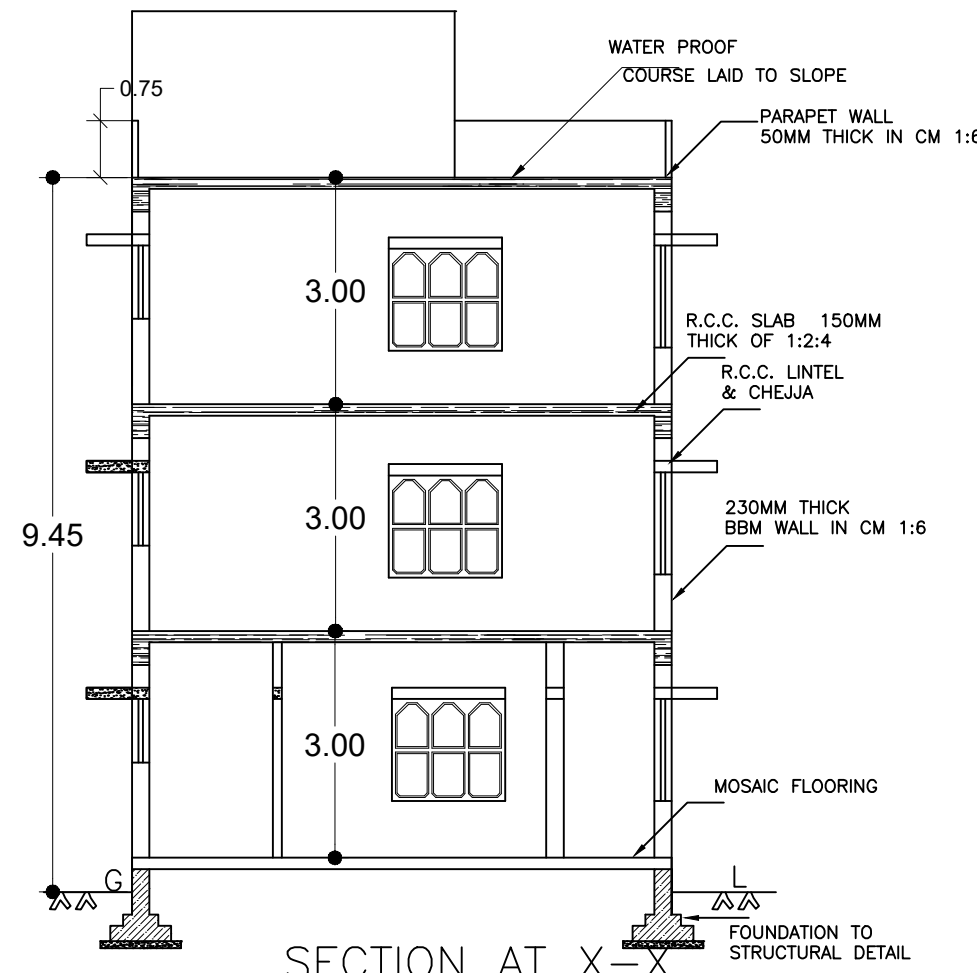 WATER PROOF
COURSE LAID TO SLOPE
0.75
PARAPET WALL
50MM THICK IN CM 1:6
3.00
R.C.C. SLAB 150MM
THICK OF 1:2:4
R.C.C. LINTEL
& CHEJJA
9.45
3.00
230MM THICK
BBM WALL IN CM 1:6
3.00
MOSAIC FLOORING
G
L
FOUNDATION TO
STRUCTURAL DETAIL
SECTION AT X-X